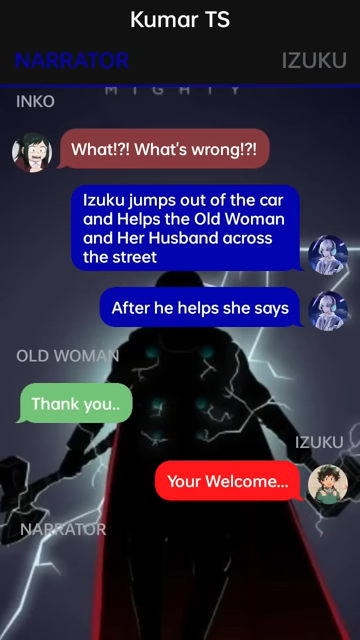 Kumar TS
NARRATOR
IZUKU
MIGHTY
INKO
What!?! What's wrong!?!
Izuku jumps out of the car
and Helps the Old Woman
and Her Husband across
the street
After he helps she says
OLD WOMAN
Thank you..
IZUKU
Your Welcome...
NARRATOR